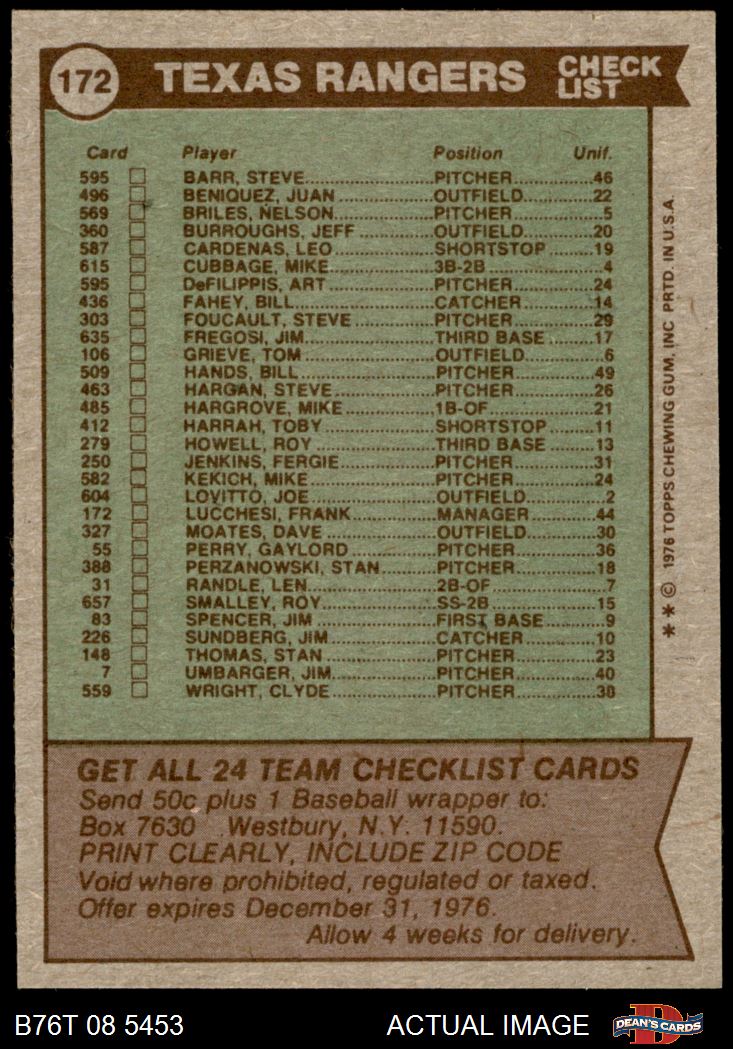 172 TEXAS RANGERS CHECK LIST
Card Player Position Unif.
595 BARR, STEVE PITCHER 46
496 BENIQUEZ, JUAN OUTFIELD 22
569 BRILES, NELSON PITCHER 5
360 BURROUGHS, JEFF OUTFIELD 20
587 CARDENAS, LEO SHORTSTOP 19
615 CUBBAGE, MIKE 3B-2B 4
595 DeFILIPPIS, ART PITCHER 24
436 FAHEY, BILL CATCHER 14
303 FOUCAULT, STEVE PITCHER 29
635 FREGOSI, JIM THIRD BASE 17
106 GRIEVE, TOM OUTFIELD 6
509 HANDS, BILL PITCHER 49
463 HARGAN, STEVE PITCHER 26
485 HARGROVE, MIKE 1B-OF 21
412 HARRAH, TOBY SHORTSTOP 11
279 HOWELL, ROY THIRD BASE 13
250 JENKINS, FERGIE PITCHER 31
582 KEKICH, MIKE PITCHER 24
604 LOVITTO, JOE OUTFIELD 2
172 LUCCHESI, FRANK MANAGER 44
327 MOATES, DAVE OUTFIELD 30
55 PERRY, GAYLORD PITCHER 36
388 PERZANOWSKI, STAN PITCHER 18
31 RANDLE, LEN 2B-OF 7
657 SMALLEY, ROY SS-2B 15
83 SPENCER, JIM FIRST BASE 9
226 SUNDBERG, JIM CATCHER 10
148 THOMAS, STAN PITCHER 23
7 UMBARGER, JIM PITCHER 40
559 WRIGHT, CLYDE PITCHER 38
** © 1976 TOPPS CHEWING GUM, INC PRTD. IN U.S.A.
GET ALL 24 TEAM CHECKLIST CARDS
Send 50c plus 1 Baseball wrapper to:
Box 7630 Westbury, N.Y. 11590.
PRINT CLEARLY, INCLUDE ZIP CODE
Void where prohibited, regulated or taxed.
Offer expires December 31, 1976.
Allow 4 weeks for delivery.
B76T 08 5453 ACTUAL IMAGE DEAN'S CARDS